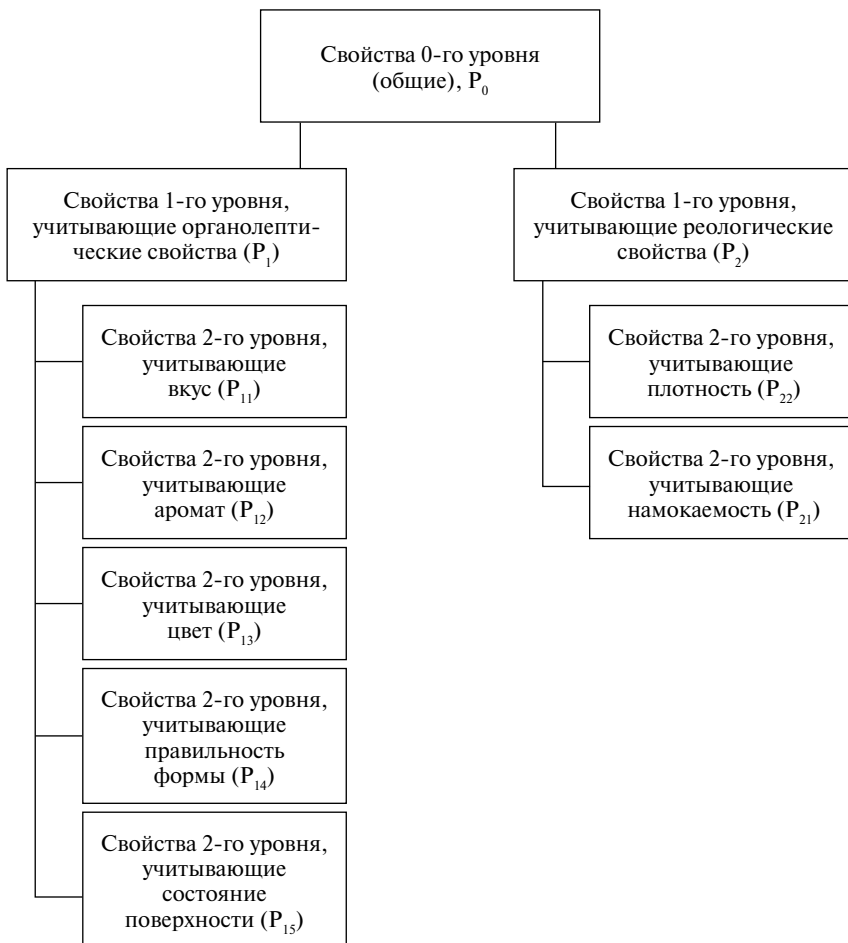 Свойства 0-го уровня
(общие), P₀
Свойства 1-го уровня,
учитывающие органолепти-
ческие свойства (P₁)
Свойства 2-го уровня,
учитывающие
вкус (P₁₁)
Свойства 2-го уровня,
учитывающие
аромат (P₁₂)
Свойства 2-го уровня,
учитывающие
цвет (P₁₃)
Свойства 2-го уровня,
учитывающие
правильность
формы (P₁₄)
Свойства 2-го уровня,
учитывающие
состояние
поверхности (P₁₅)
Свойства 1-го уровня,
учитывающие реологические
свойства (P₂)
Свойства 2-го уровня,
учитывающие
плотность (P₂₂)
Свойства 2-го уровня,
учитывающие
намокаемость (P₂₁)